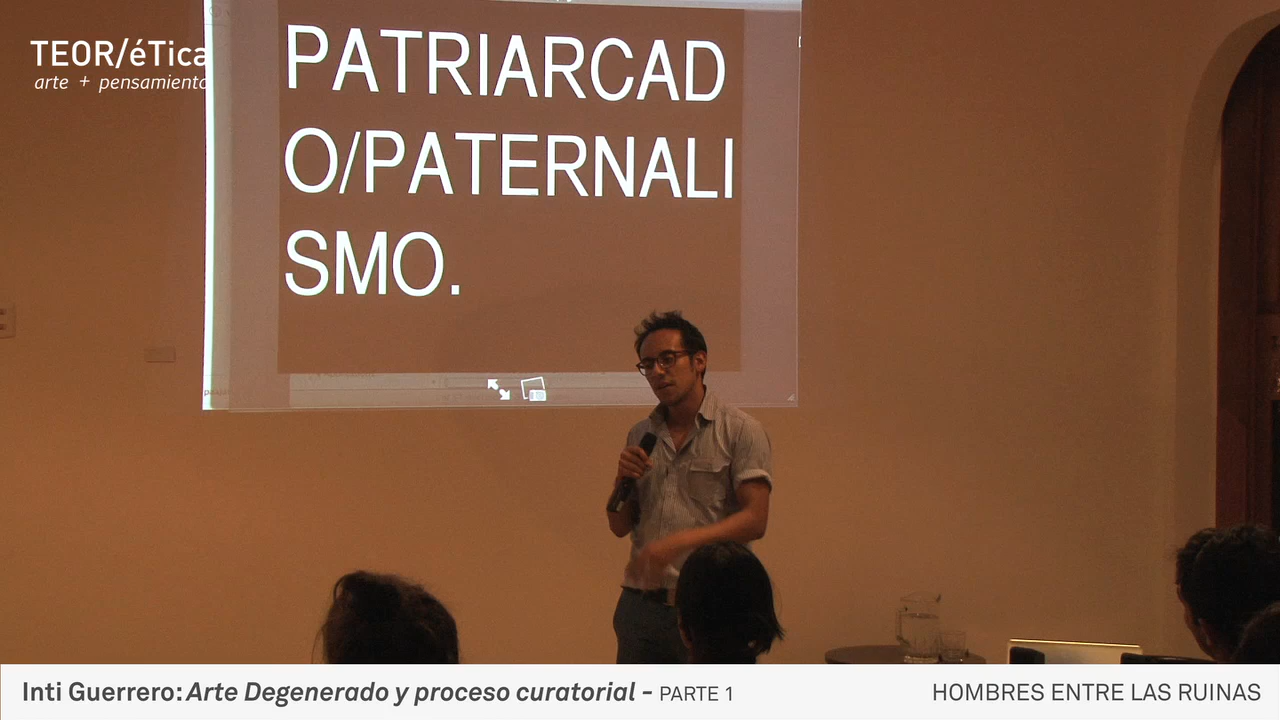 TEOR/éTica
arte + pensamiento
PATRIARCAD
O/PATERNALI
SMO.
Inti Guerrero: Arte Degenerado y proceso curatorial - PARTE 1
HOMBRES ENTRE LAS RUINAS